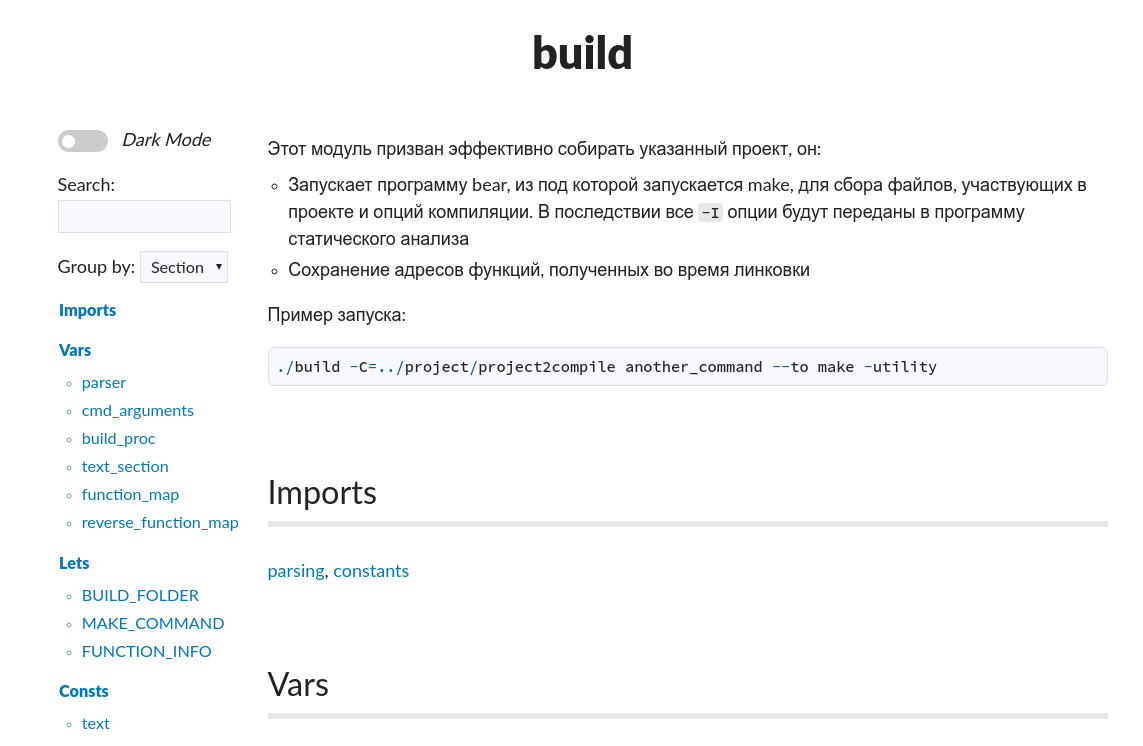 build
Dark Mode
Search:
Group by: Section
Imports
Vars
parser
cmd_arguments
build_proc
text_section
function_map
reverse_function_map
Lets
BUILD_FOLDER
MAKE_COMMAND
FUNCTION_INFO
Consts
text
Этот модуль призван эффективно собирать указанный проект, он:
Запускает программу bear, из под которой запускается make, для сбора файлов, участвующих в
проекте и опций компиляции. В последствии все -I опции будут переданы в программу
статического анализа
Сохранение адресов функций, полученных во время линковки
Пример запуска:
./build -C=../project/project2compile another_command --to make -utility
Imports
parsing, constants
Vars